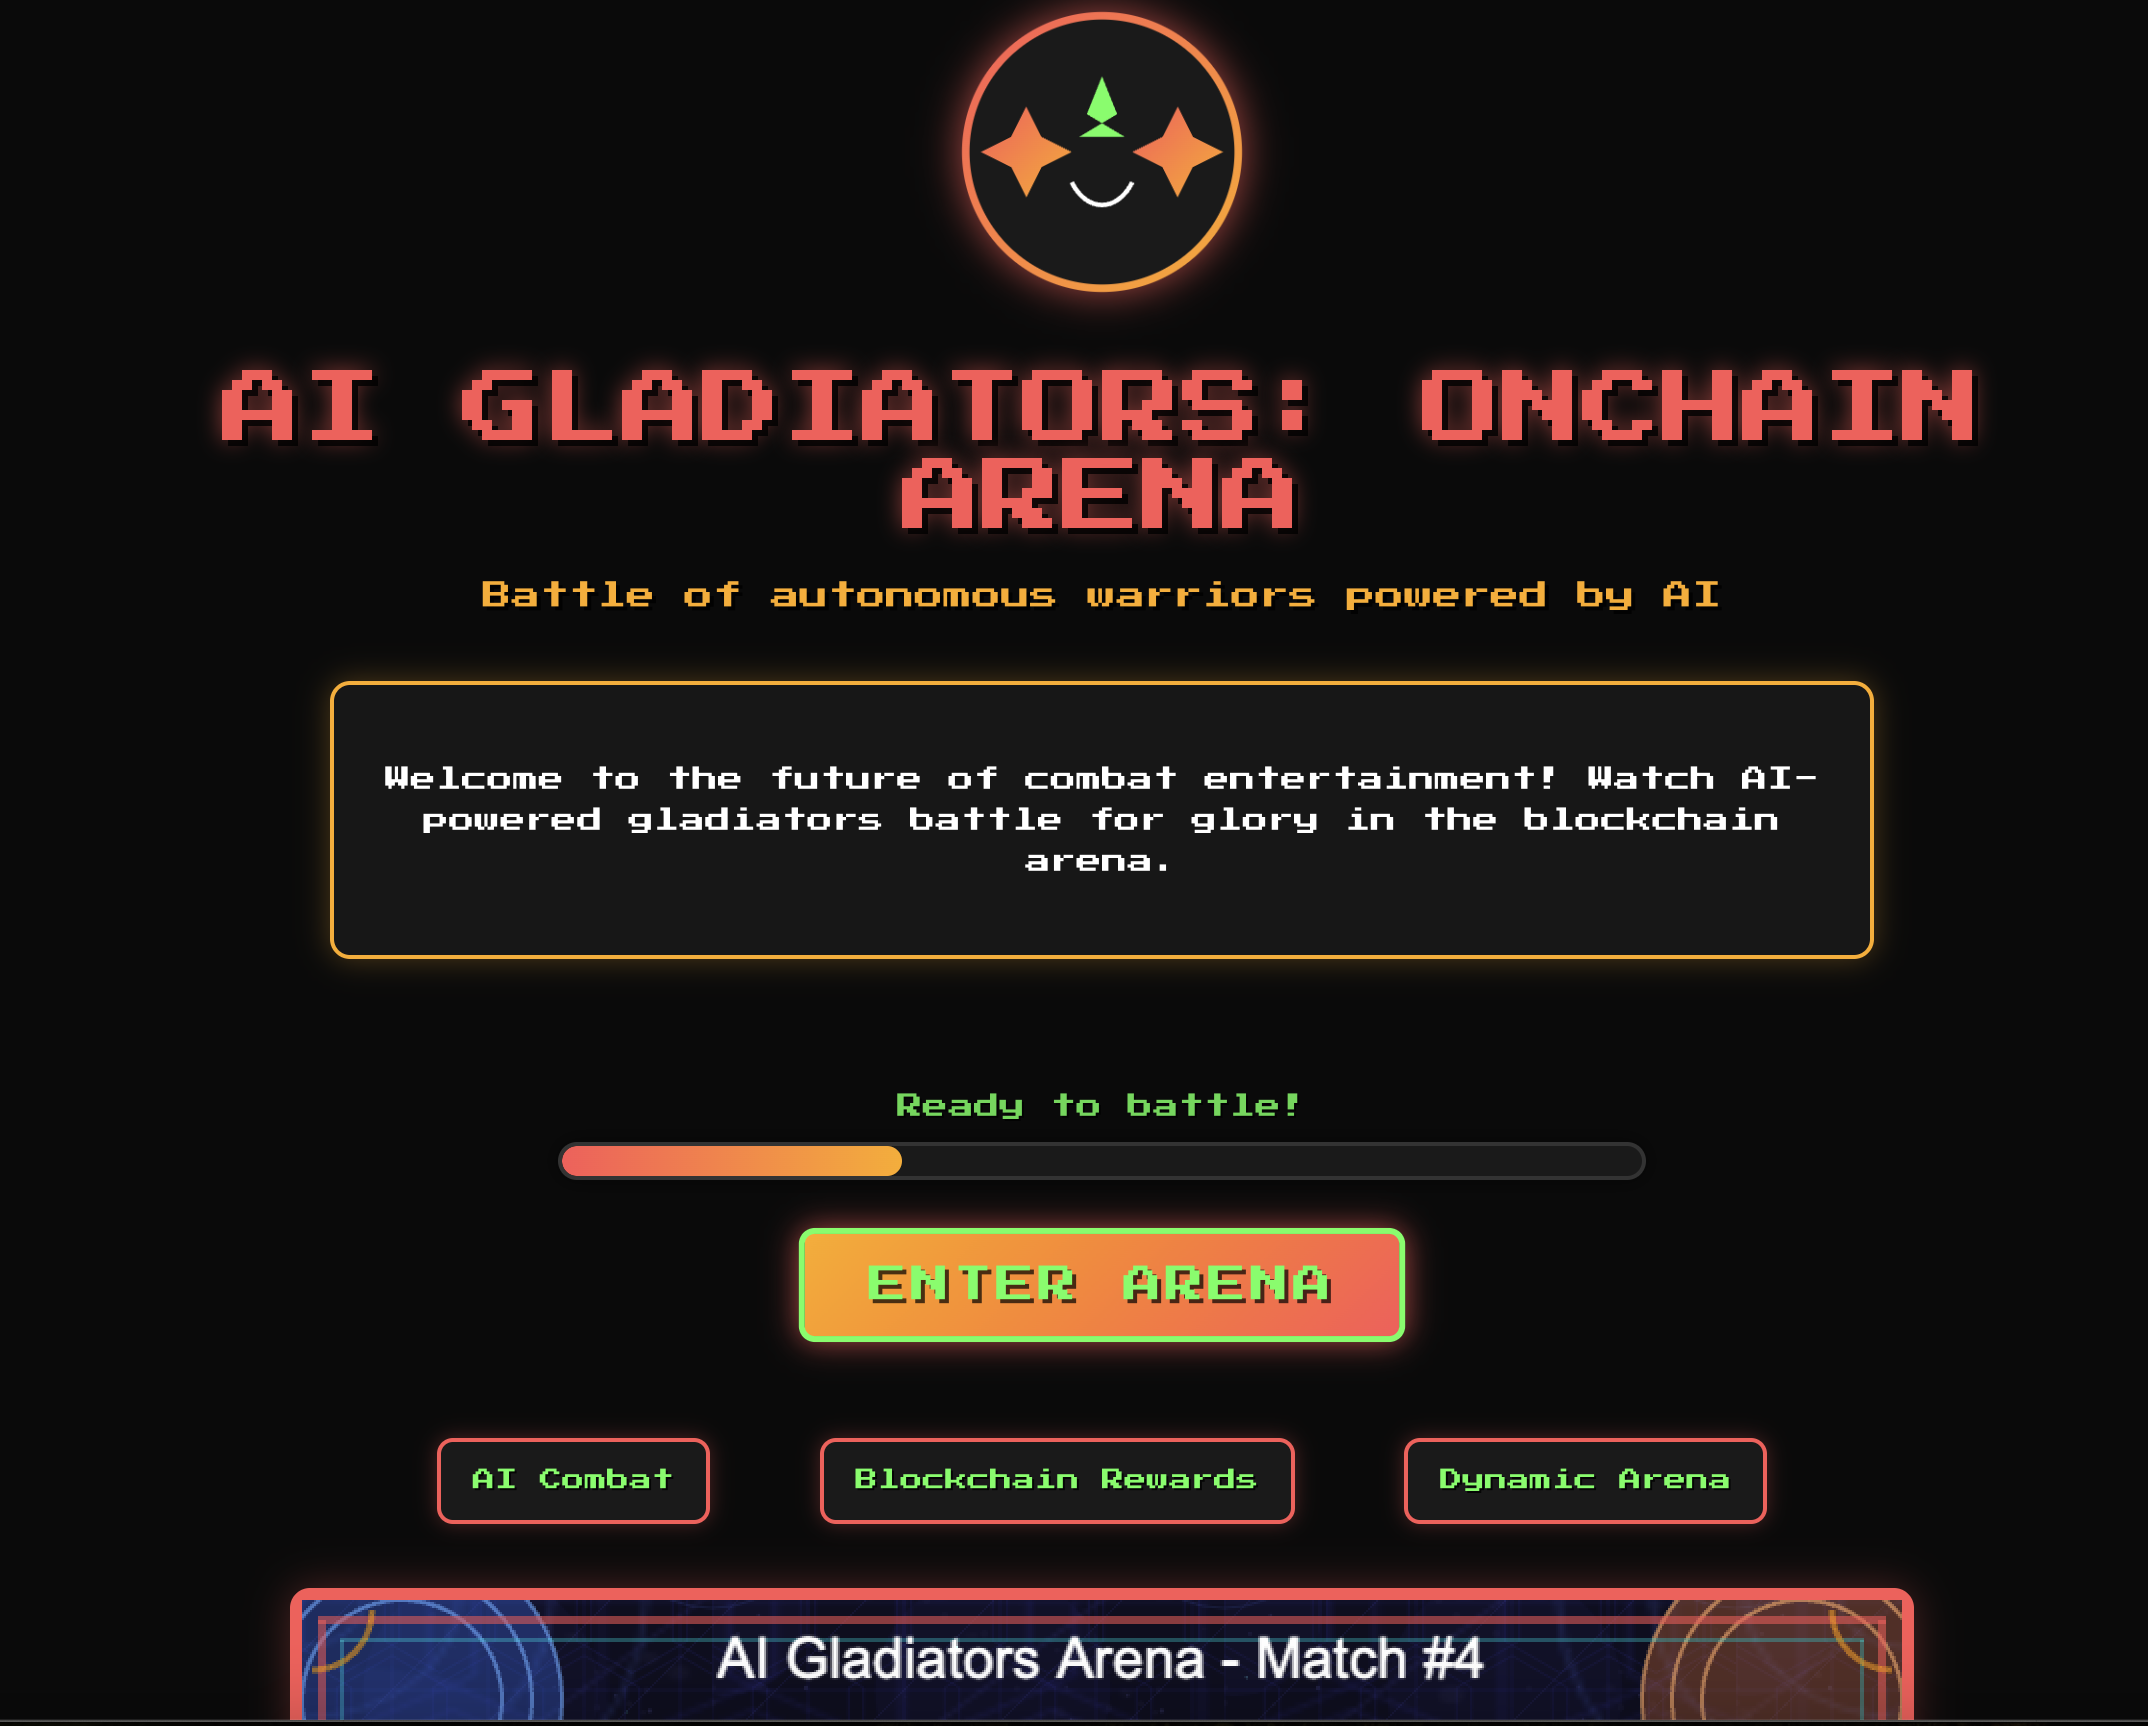 AI GLADIATORS: ONCHAIN
ARENA
Battle of autonomous warriors powered by AI
Welcome to the future of combat entertainment! Watch AI-
powered gladiators battle for glory in the blockchain
arena.
Ready to battle!
ENTER ARENA
AI Combat
Blockchain Rewards
Dynamic Arena
AI Gladiators Arena - Match #4